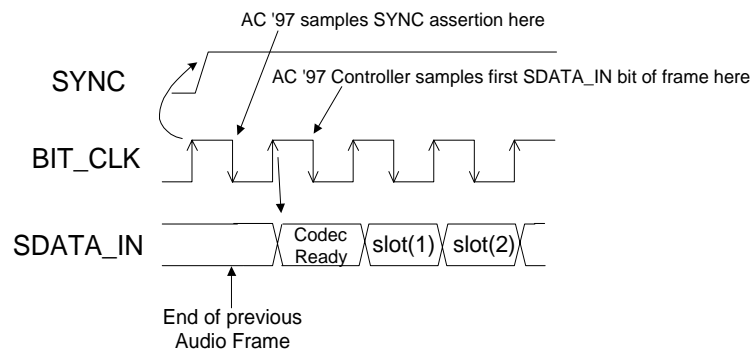 AC '97 samples SYNC assertion here
SYNC
AC '97 Controller samples first SDATA_IN bit of frame here
BIT_CLK
SDATA_IN
Codec
Ready
slot(1)
slot(2)
End of previous
Audio Frame